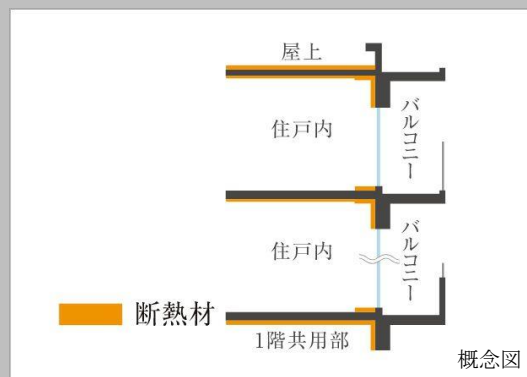 屋上
住戸内
バルコニー
住戸内
バルコニー
断熱材
1階共用部
概念図